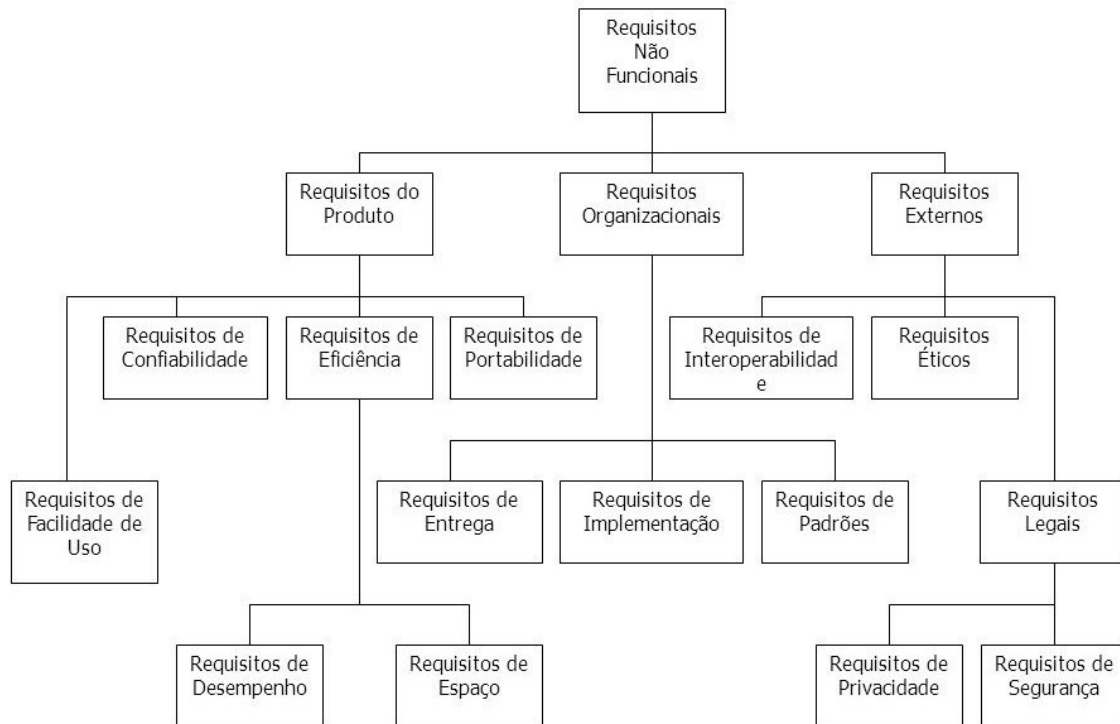 Requisitos
Não
Funcionais
Requisitos do
Produto
Requisitos
Organizacionais
Requisitos
Externos
Requisitos de
Confiabilidade
Requisitos de
Eficiência
Requisitos de
Portabilidade
Requisitos de
Interoperabilidad
e
Requisitos
Éticos
Requisitos de
Facilidade de
Uso
Requisitos de
Entrega
Requisitos de
Implementação
Requisitos de
Padrões
Requisitos
Legais
Requisitos de
Desempenho
Requisitos de
Espaço
Requisitos de
Privacidade
Requisitos de
Segurança